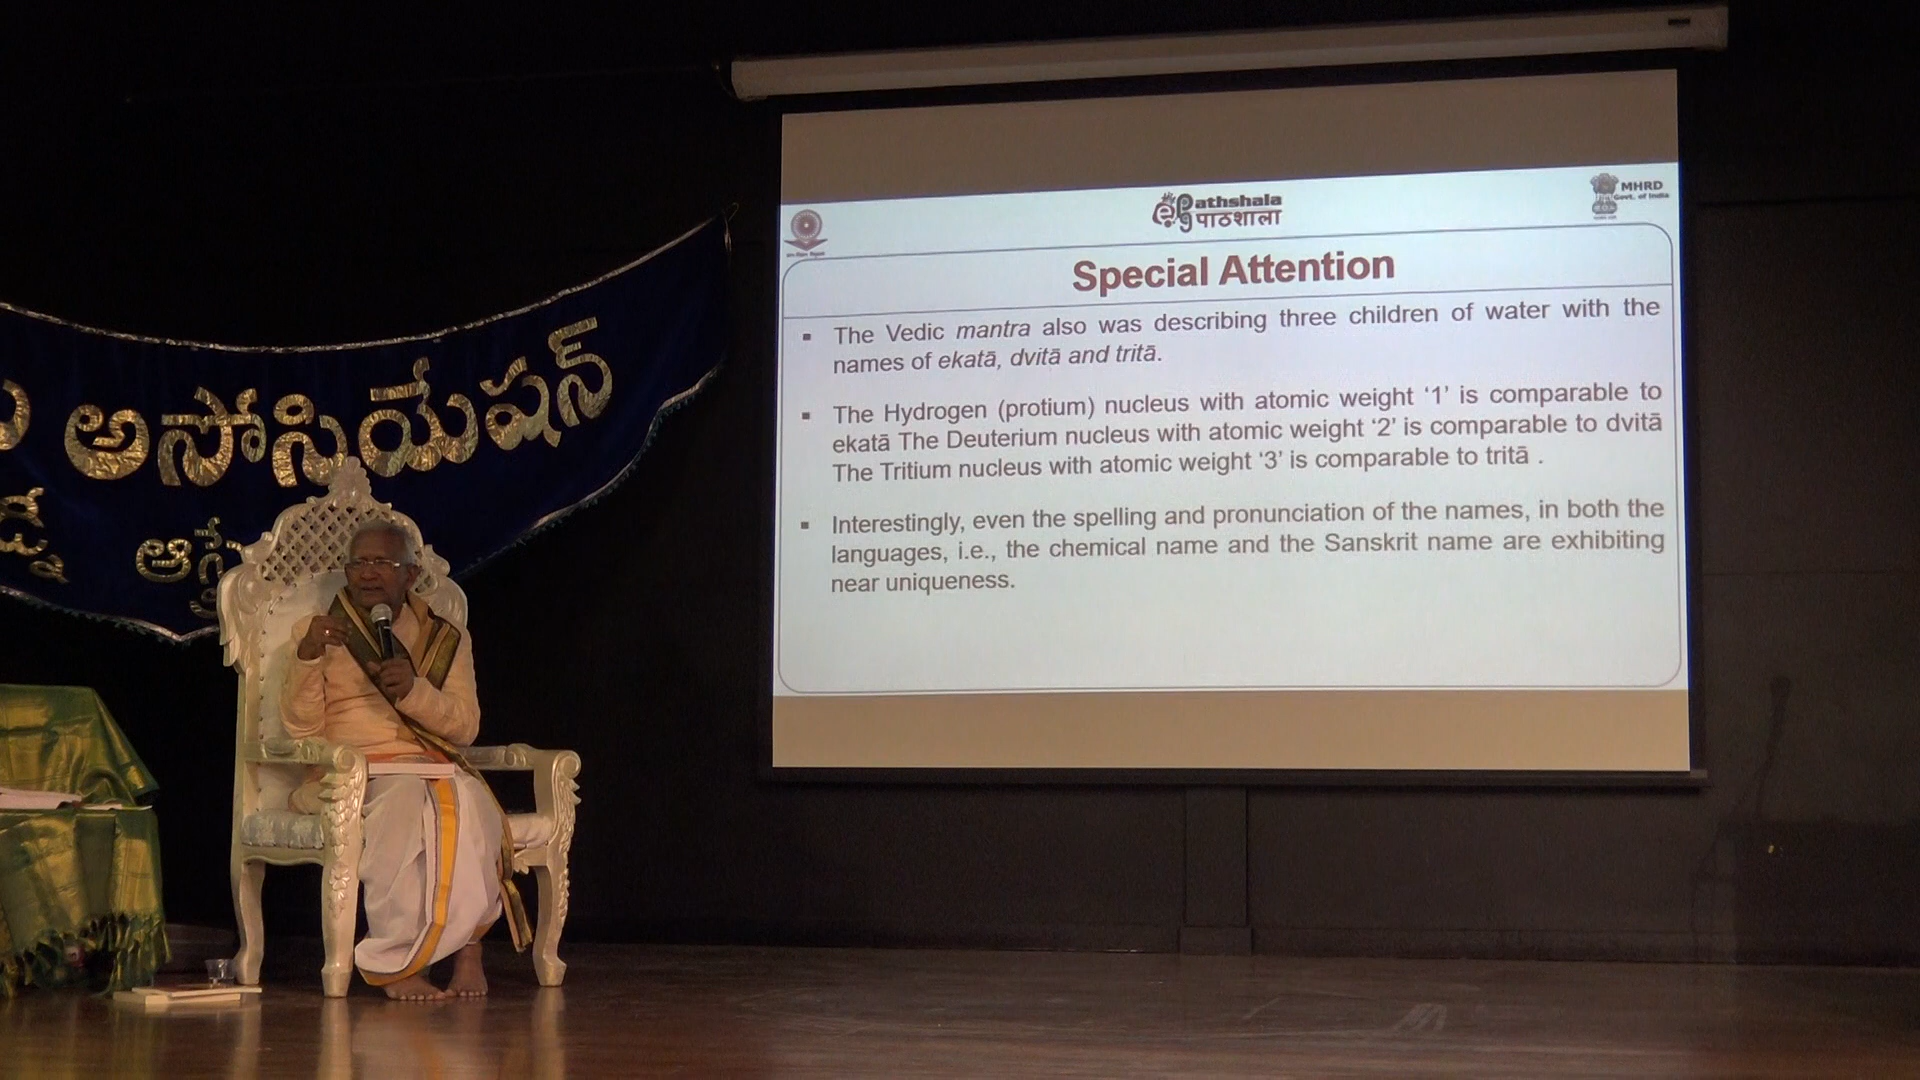 అసోసియేషన్
ePathshala
पाठशाला
MHRD
Govt. of India
Special Attention
▪ The Vedic mantra also was describing three children of water with the
names of ekatā, dvitā and tritā.
▪ The Hydrogen (protium) nucleus with atomic weight ‘1’ is comparable to
ekatā The Deuterium nucleus with atomic weight ‘2’ is comparable to dvitā
The Tritium nucleus with atomic weight ‘3’ is comparable to tritā .
▪ Interestingly, even the spelling and pronunciation of the names, in both the
languages, i.e., the chemical name and the Sanskrit name are exhibiting
near uniqueness.